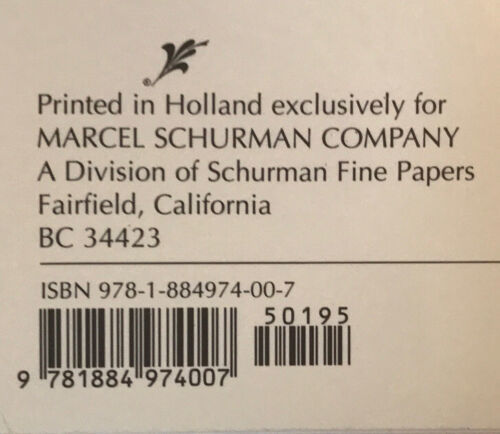 Printed in Holland exclusively for
MARCEL SCHURMAN COMPANY
A Division of Schurman Fine Papers
Fairfield, California
BC 34423
ISBN 978-1-884974-00-7
50195
9 781884 974007